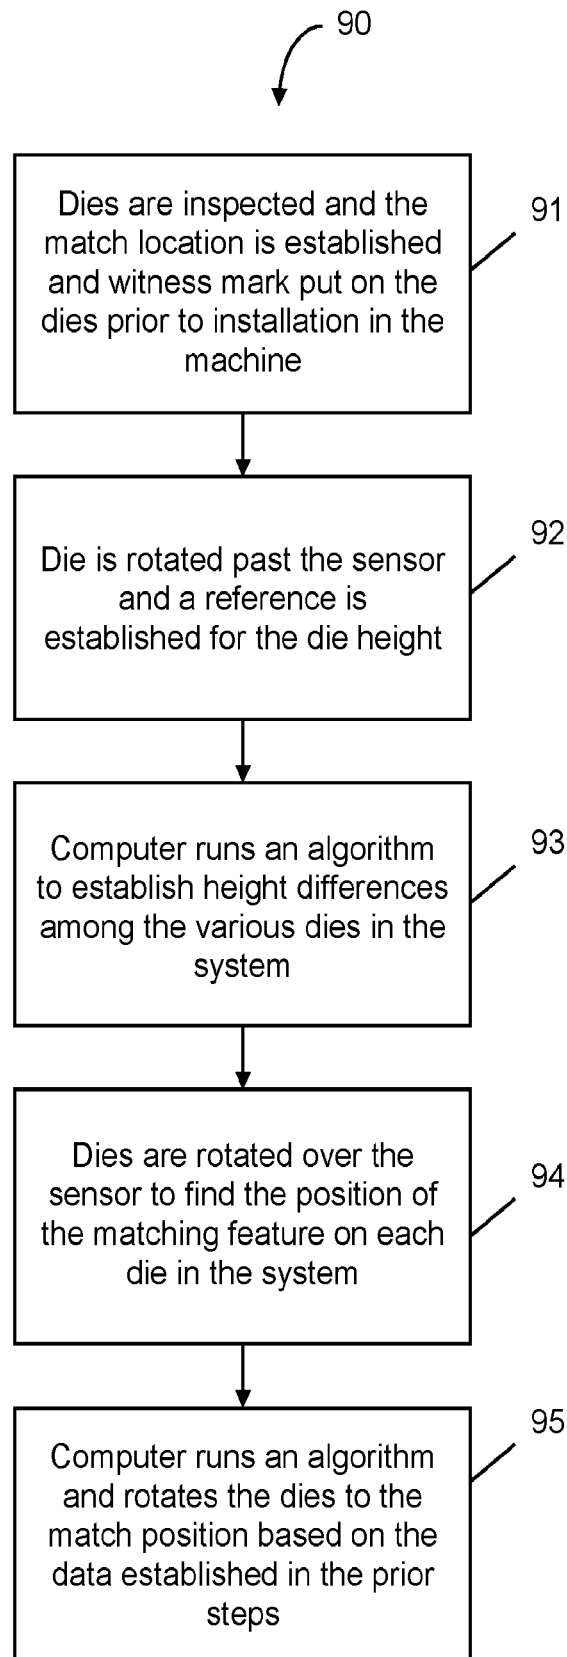 90
Dies are inspected and the
match location is established
and witness mark put on the
dies prior to installation in the
machine
91
Die is rotated past the sensor
and a reference is
established for the die height
92
Computer runs an algorithm
to establish height differences
among the various dies in the
system
93
Dies are rotated over the
sensor to find the position of
the matching feature on each
die in the system
94
Computer runs an algorithm
and rotates the dies to the
match position based on the
data established in the prior
steps
95